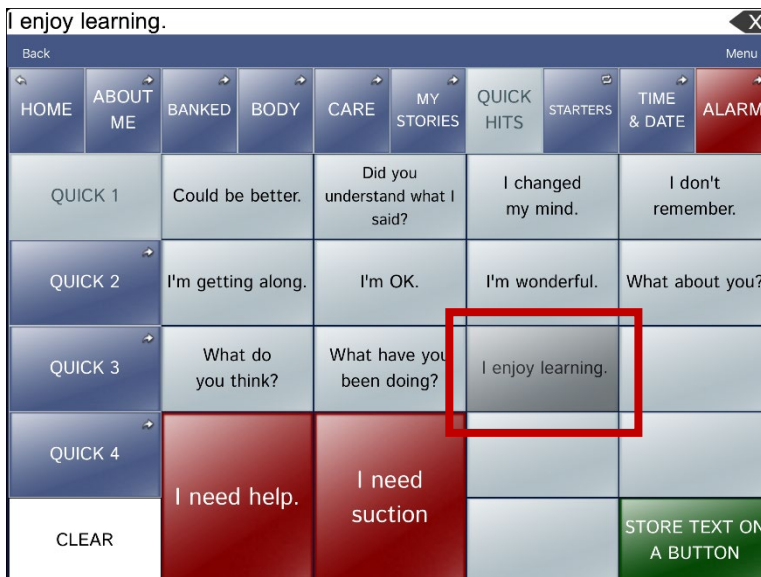 I enjoy learning.
X
Back
Menu
HOME
ABOUT
ME
BANKED
BODY
CARE
MY
STORIES
QUICK
HITS
STARTERS
TIME
& DATE
ALARM
QUICK 1
Could be better.
Did you
understand what I
said?
I changed
my mind.
I don't
remember.
QUICK 2
I'm getting along.
I'm OK.
I'm wonderful.
What about you?
QUICK 3
What do
you think?
What have you
been doing?
I enjoy learning.
QUICK 4
I need help.
I need
suction
CLEAR
STORE TEXT ON
A BUTTON